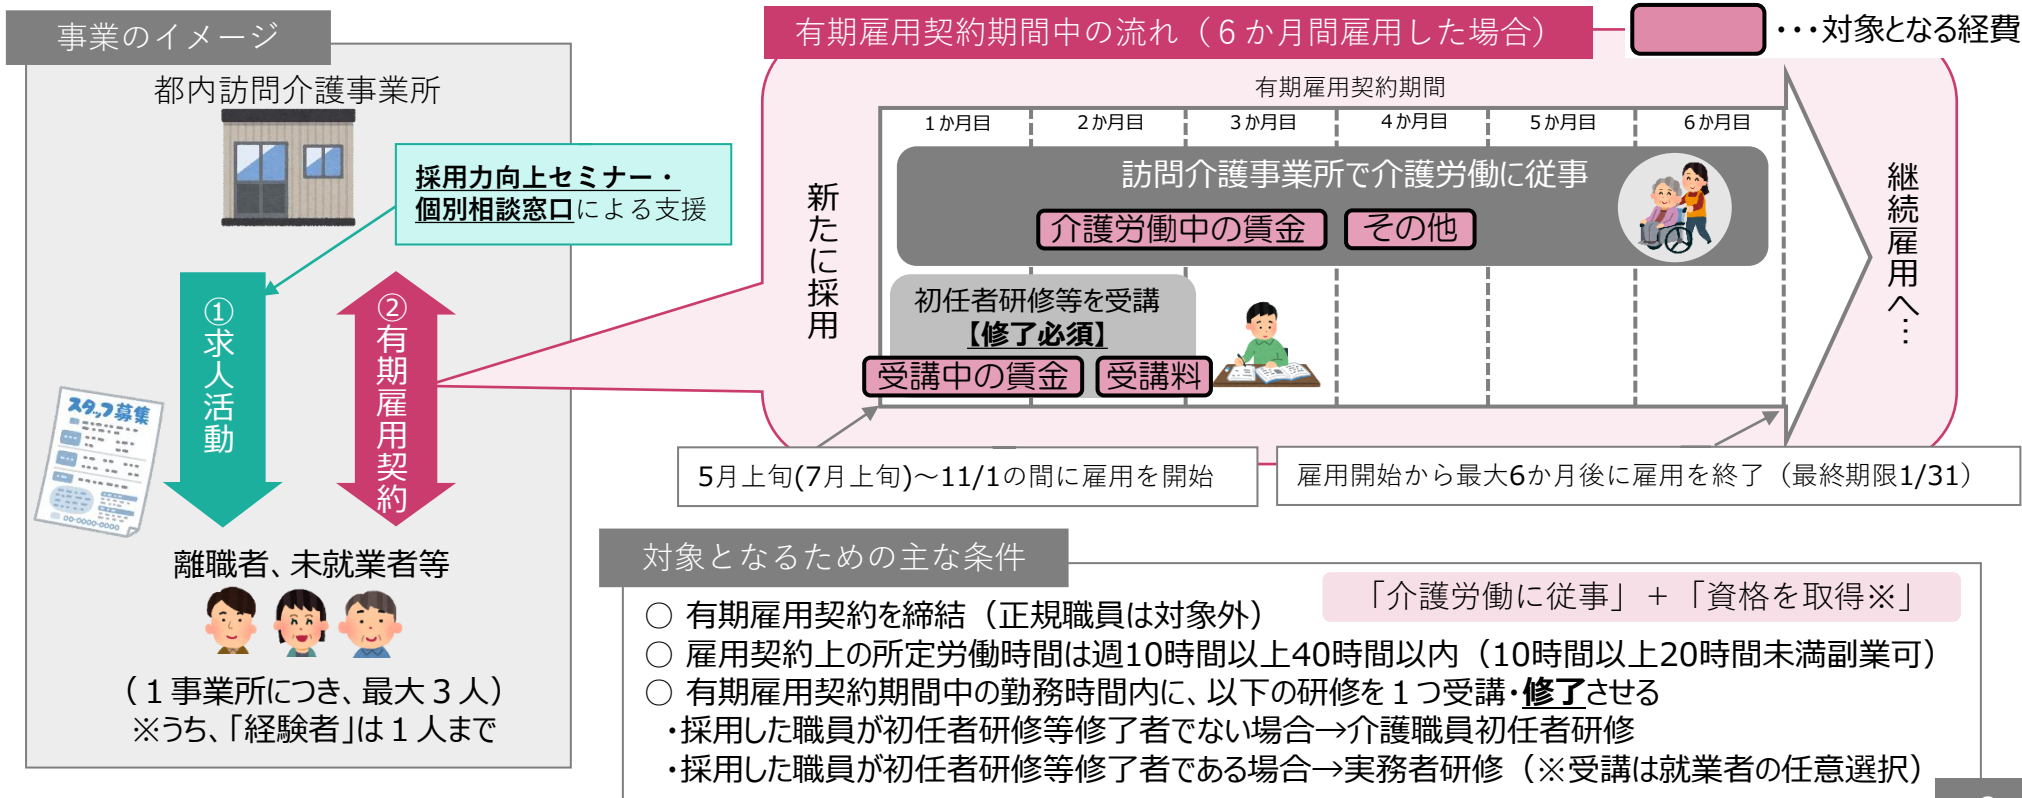 事業のイメージ
都内訪問介護事業所
採用力向上セミナー・
個別相談窓口による支援
①求人活動
②有期雇用契約
スタッフ募集
00-0000-0000
離職者、未就業者等
（１事業所につき、最大３人）
※うち、「経験者」は１人まで
有期雇用契約期間中の流れ（６か月間雇用した場合）
・・・対象となる経費
有期雇用契約期間
１か月目
２か月目
３か月目
４か月目
５か月目
６か月目
新たに採用
訪問介護事業所で介護労働に従事
介護労働中の賃金
その他
初任者研修等を受講
【修了必須】
受講中の賃金
受講料
継続雇用へ…
5月上旬(7月上旬)～11/1の間に雇用を開始
雇用開始から最大6か月後に雇用を終了（最終期限1/31）
対象となるための主な条件
「介護労働に従事」＋「資格を取得※」
○ 有期雇用契約を締結（正規職員は対象外）
○ 雇用契約上の所定労働時間は週10時間以上40時間以内（10時間以上20時間未満副業可）
○ 有期雇用契約期間中の勤務時間内に、以下の研修を１つ受講・修了させる
・採用した職員が初任者研修等修了者でない場合→介護職員初任者研修
・採用した職員が初任者研修等修了者である場合→実務者研修（※受講は就業者の任意選択）